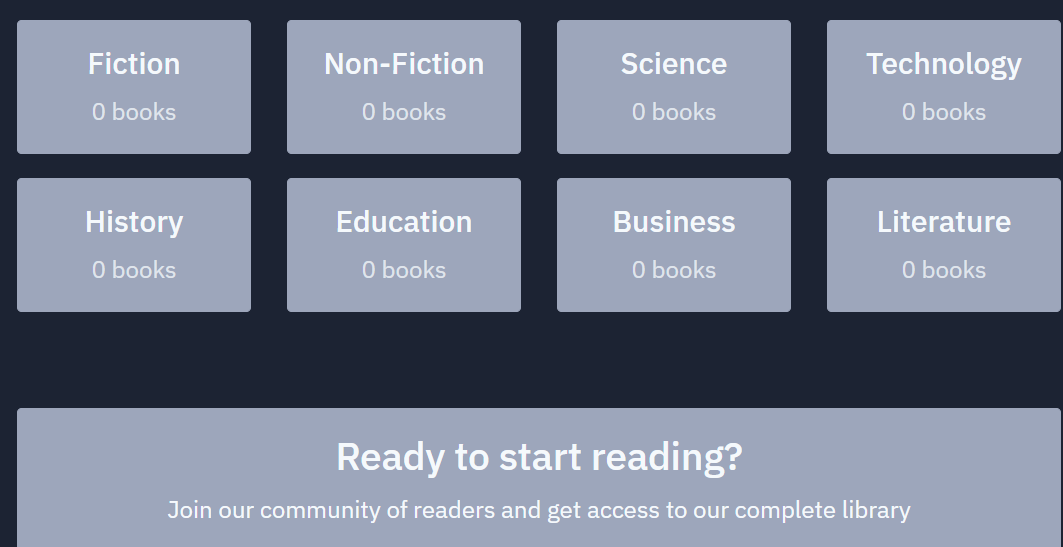 Fiction Non-Fiction Science Technology
0 books 0 books 0 books 0 books
History Education Business Literature
0 books 0 books 0 books 0 books
Ready to start reading?
Join our community of readers and get access to our complete library